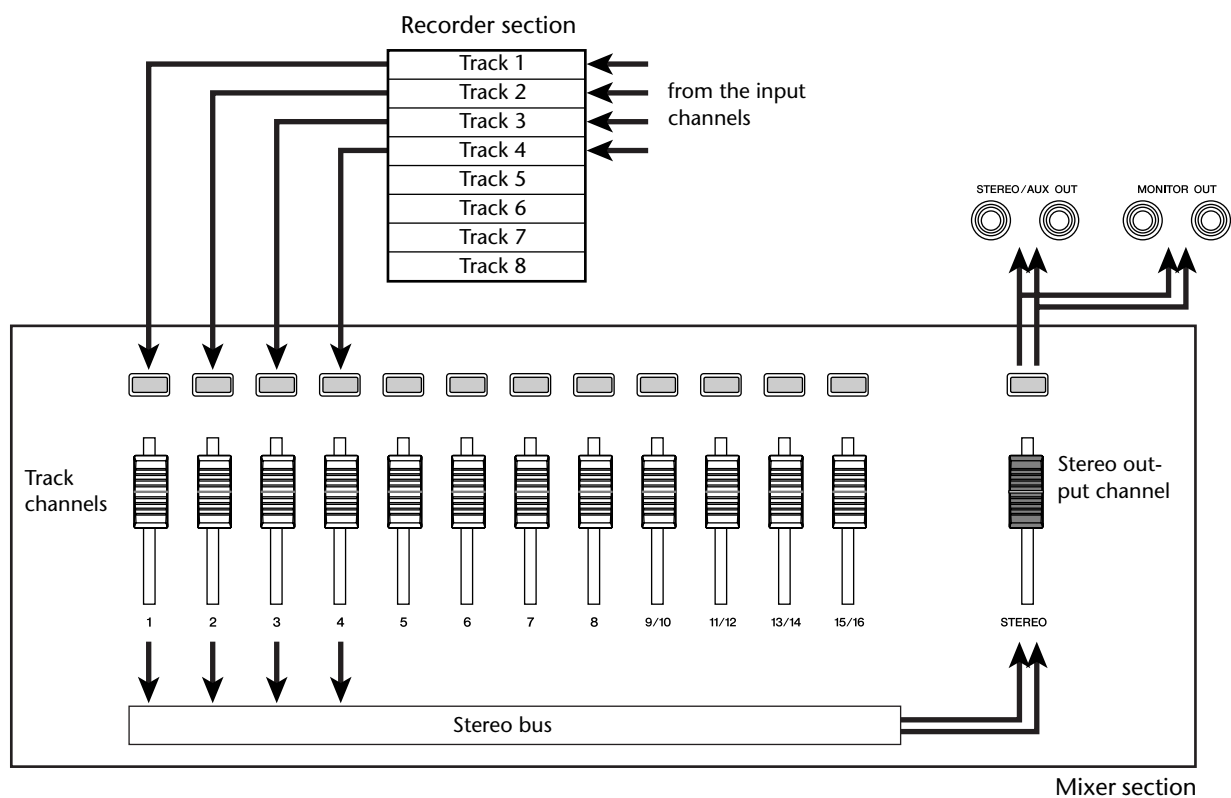 Recorder section
Track 1
Track 2
Track 3
Track 4
Track 5
Track 6
Track 7
Track 8
from the input
channels
STEREO/AUX OUT
MONITOR OUT
Track
channels
Stereo out-
put channel
1 2 3 4 5 6 7 8 9/10 11/12 13/14 15/16 STEREO
Stereo bus
Mixer section